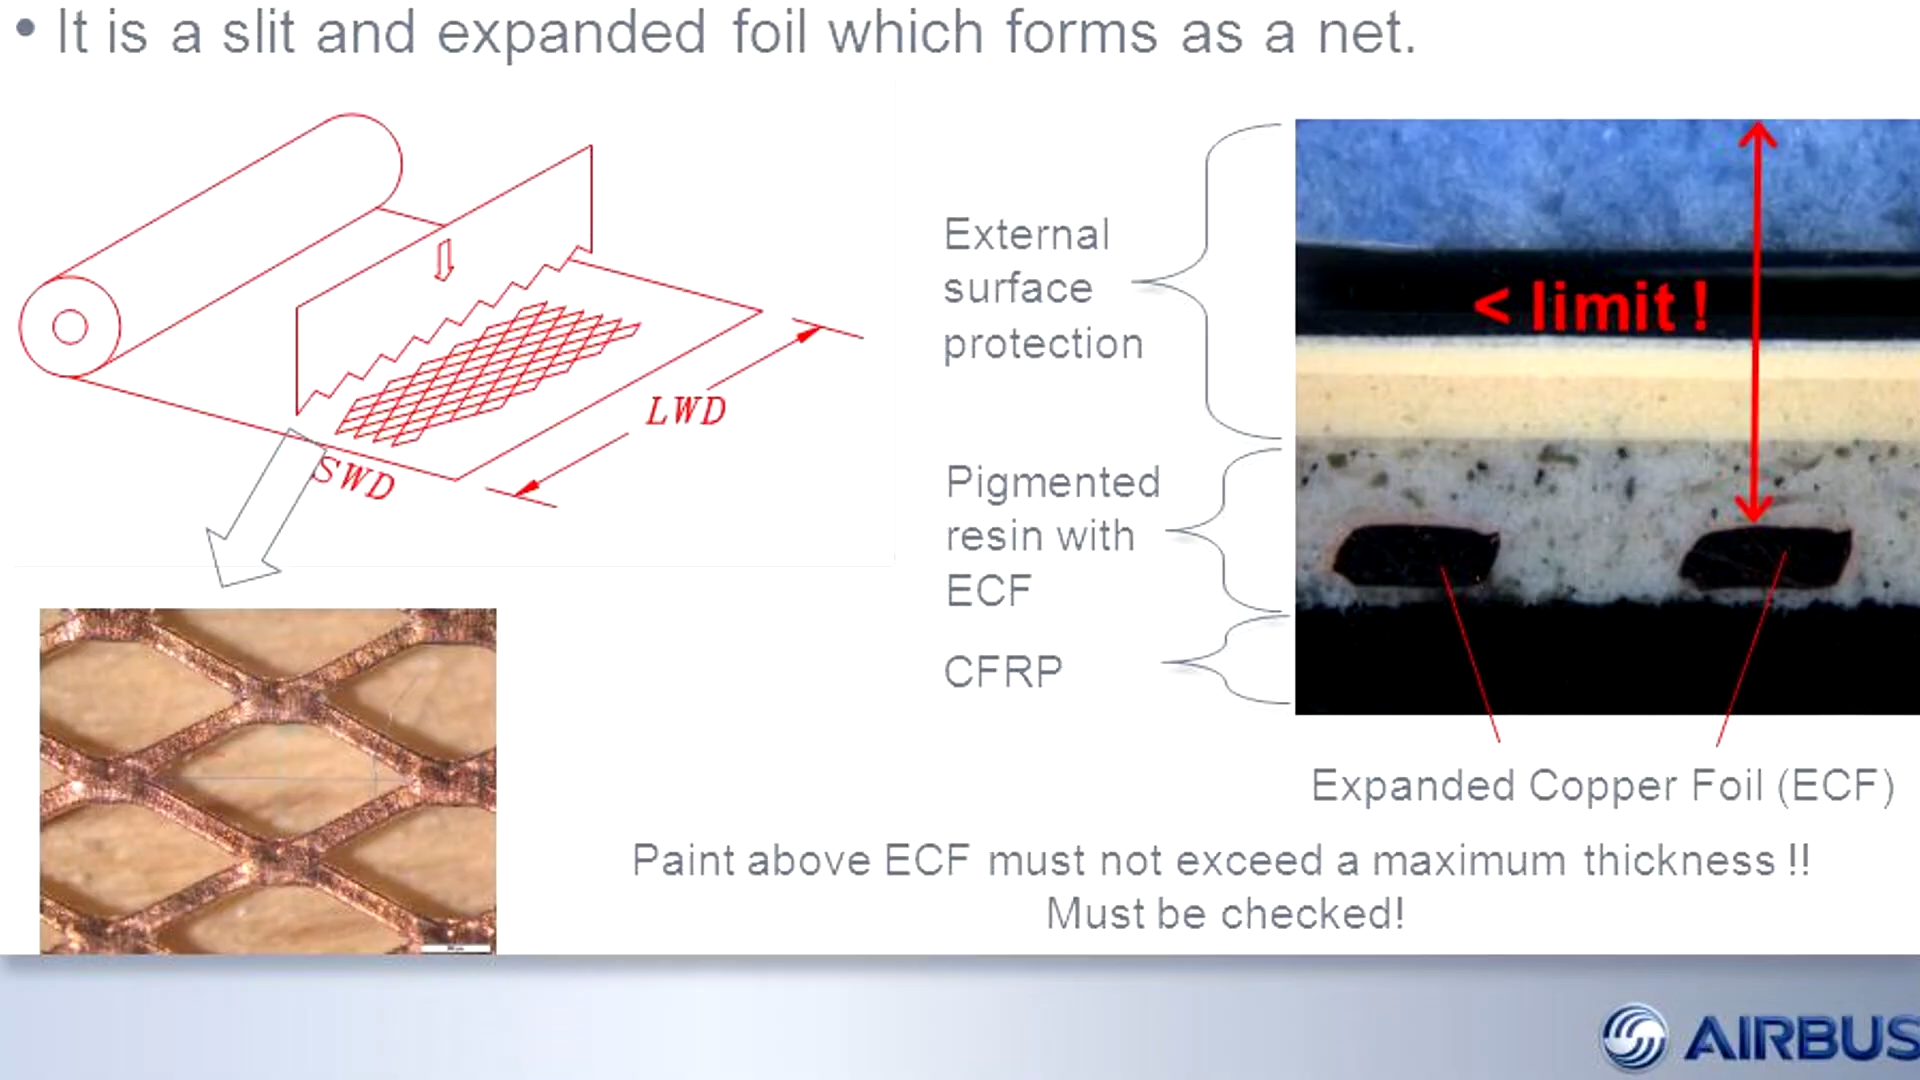 • It is a slit and expanded foil which forms as a net.
LWD
SWD
External
surface
protection
< limit !
Pigmented
resin with
ECF
CFRP
Expanded Copper Foil (ECF)
Paint above ECF must not exceed a maximum thickness !!
Must be checked!
AIRBUS